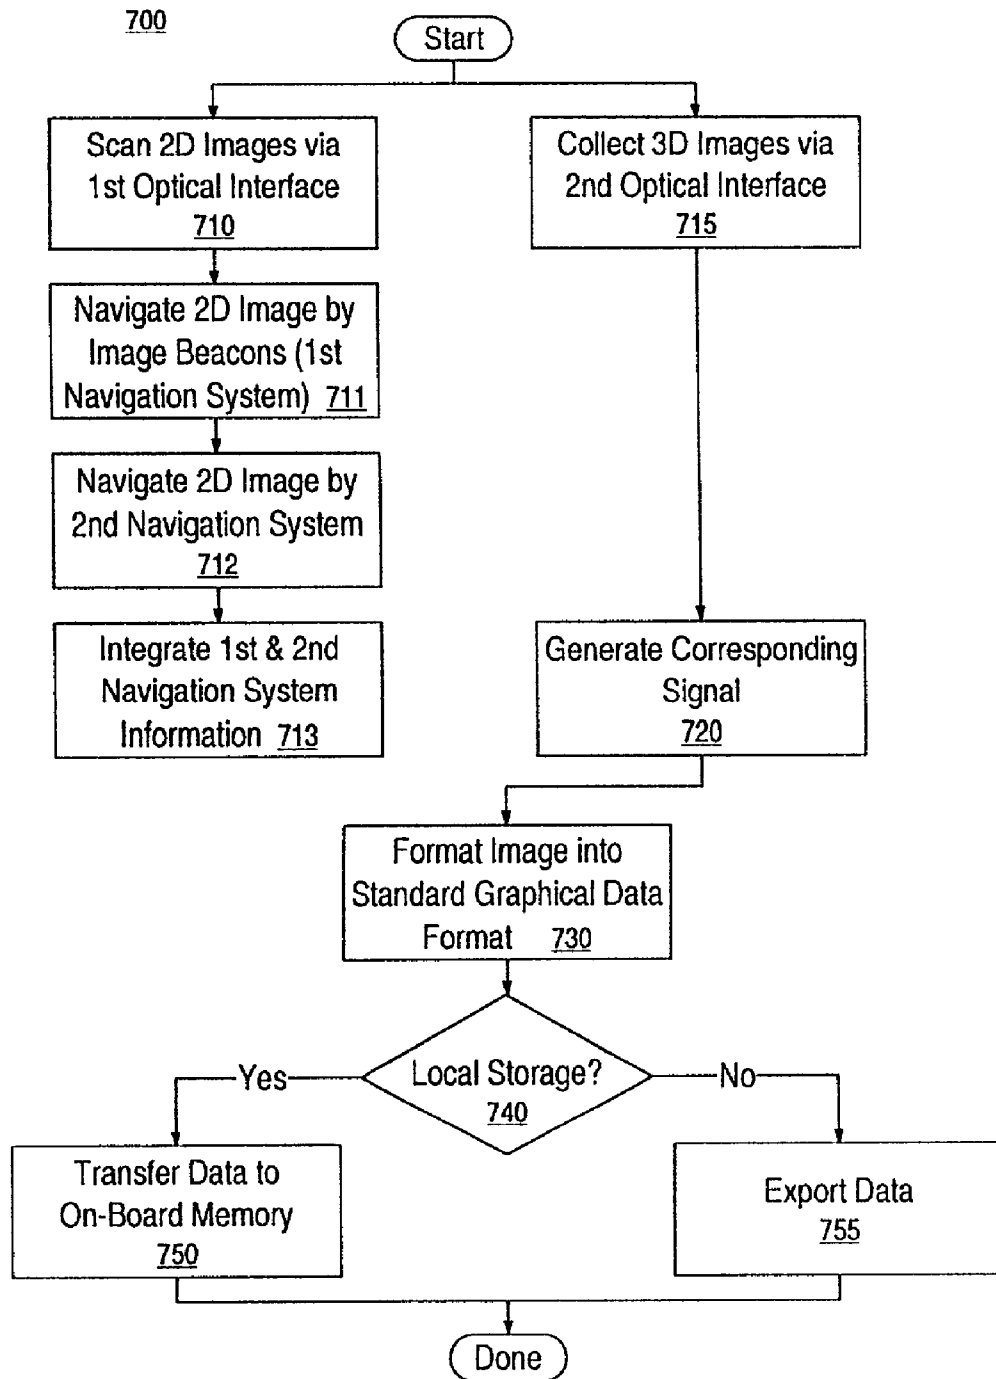 700
Start
Scan 2D Images via
1st Optical Interface
710
Collect 3D Images via
2nd Optical Interface
715
Navigate 2D Image by
Image Beacons (1st
Navigation System) 711
Navigate 2D Image by
2nd Navigation System
712
Integrate 1st & 2nd
Navigation System
Information 713
Generate Corresponding
Signal
720
Format Image into
Standard Graphical Data
Format 730
Local Storage?
740
Yes
No
Transfer Data to
On-Board Memory
750
Export Data
755
Done